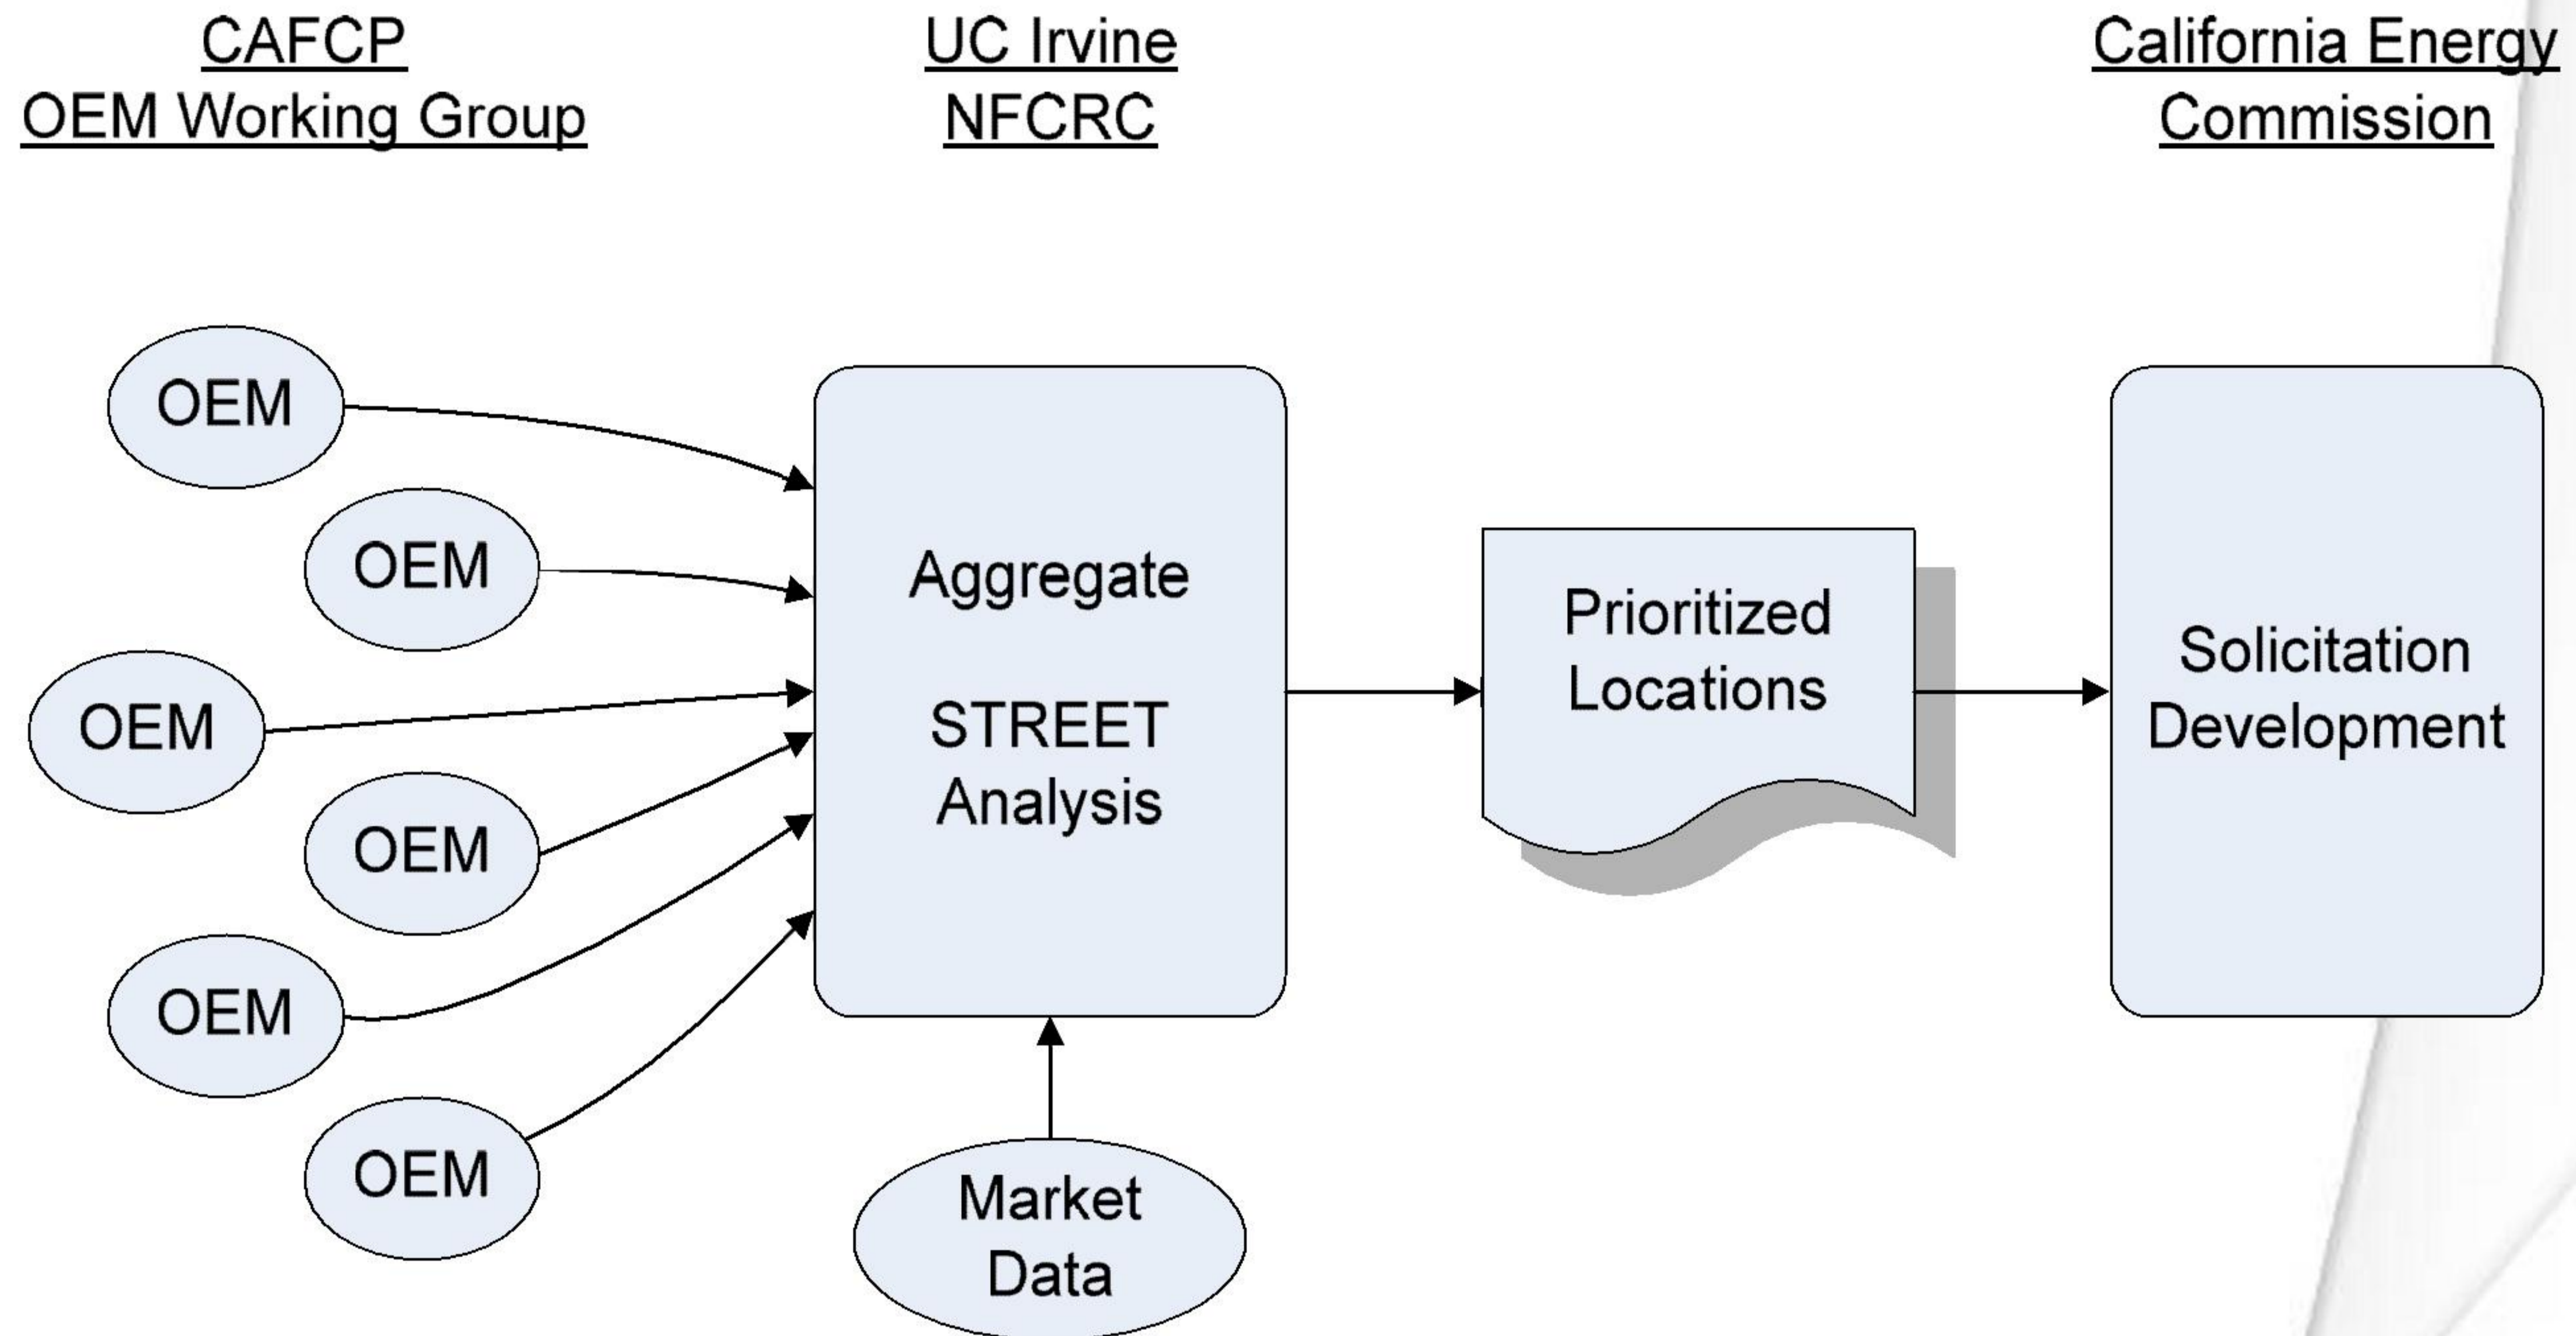 CAFCP
OEM Working Group
UC Irvine
NFCRC
California Energy
Commission
OEM
OEM
OEM
OEM
OEM
OEM
Aggregate
STREET
Analysis
Market
Data
Prioritized
Locations
Solicitation
Development